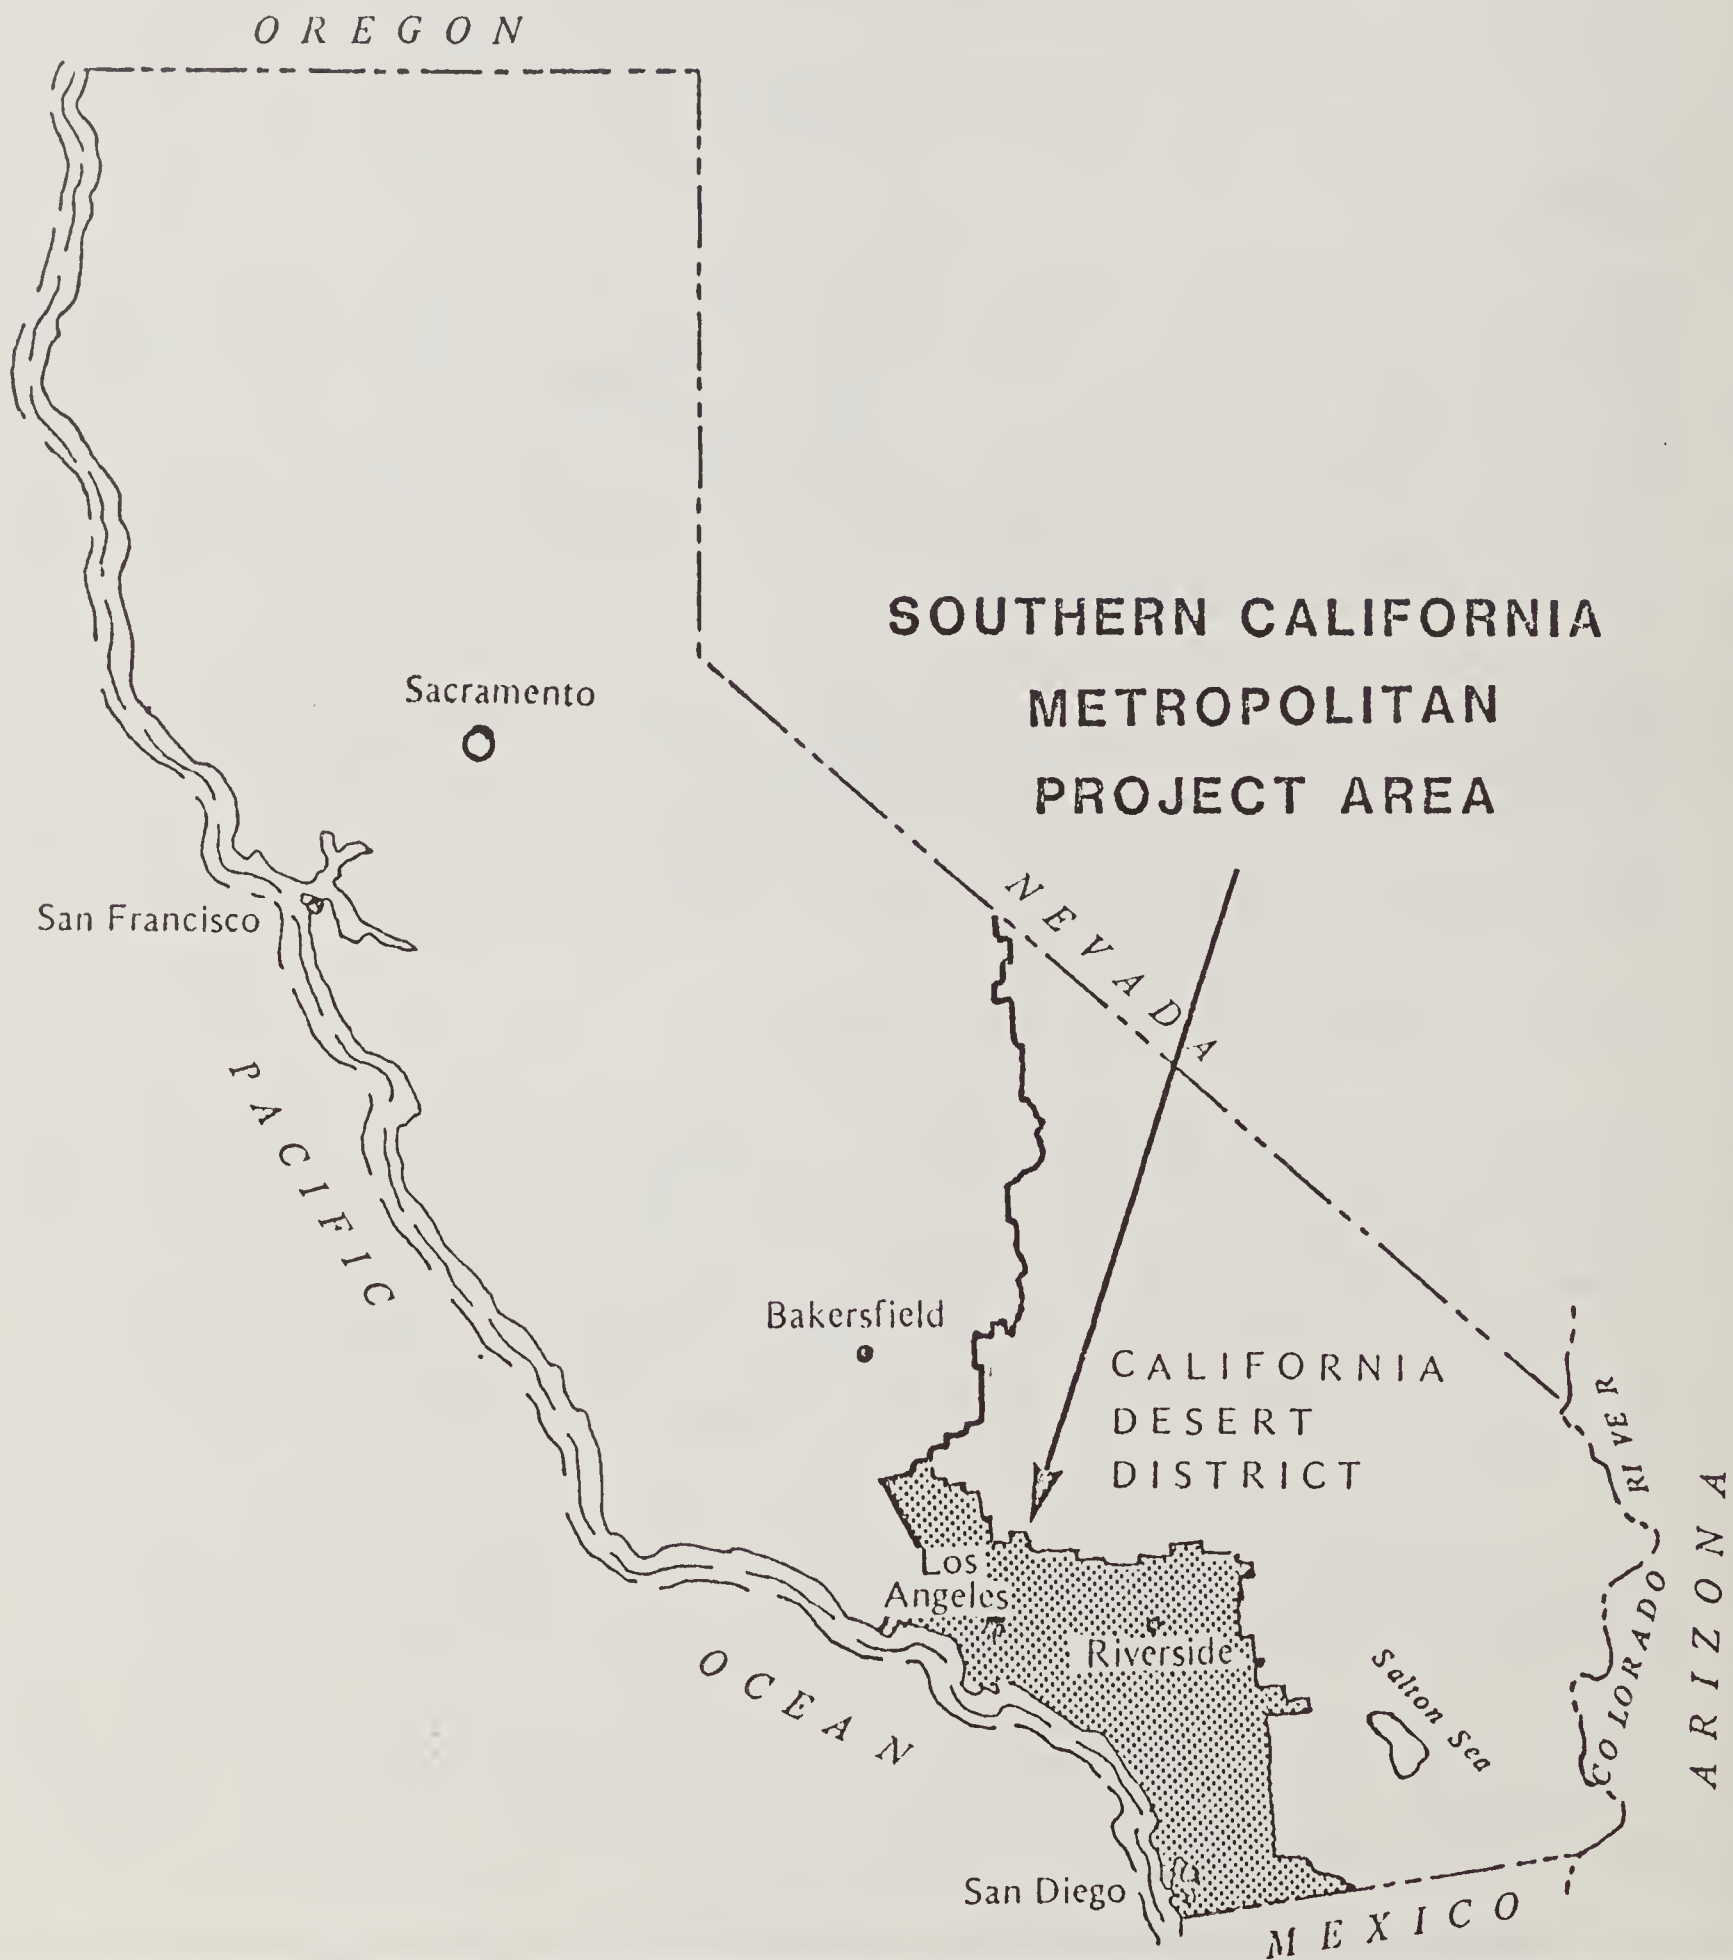 OREGON
SOUTHERN CALIFORNIA
METROPOLITAN
PROJECT AREA
Sacramento
San Francisco
NEVADA
PACIFIC
Bakersfield
CALIFORNIA
DESERT
DISTRICT
RIVER
ARIZONA
Los
Angeles
COLORADO
Riverside
Salton Sea
OCEAN
San Diego
MEXICO